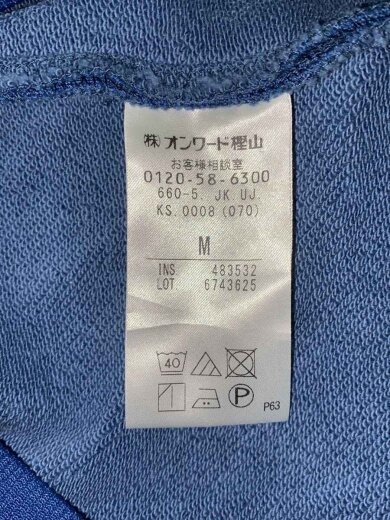 ㈱ オンワード樫山
お客様相談室
0120-58-6300
660-5. JK. UJ.
KS. 0008 (070)
M
INS 483532
LOT 6743625
40
P
P63